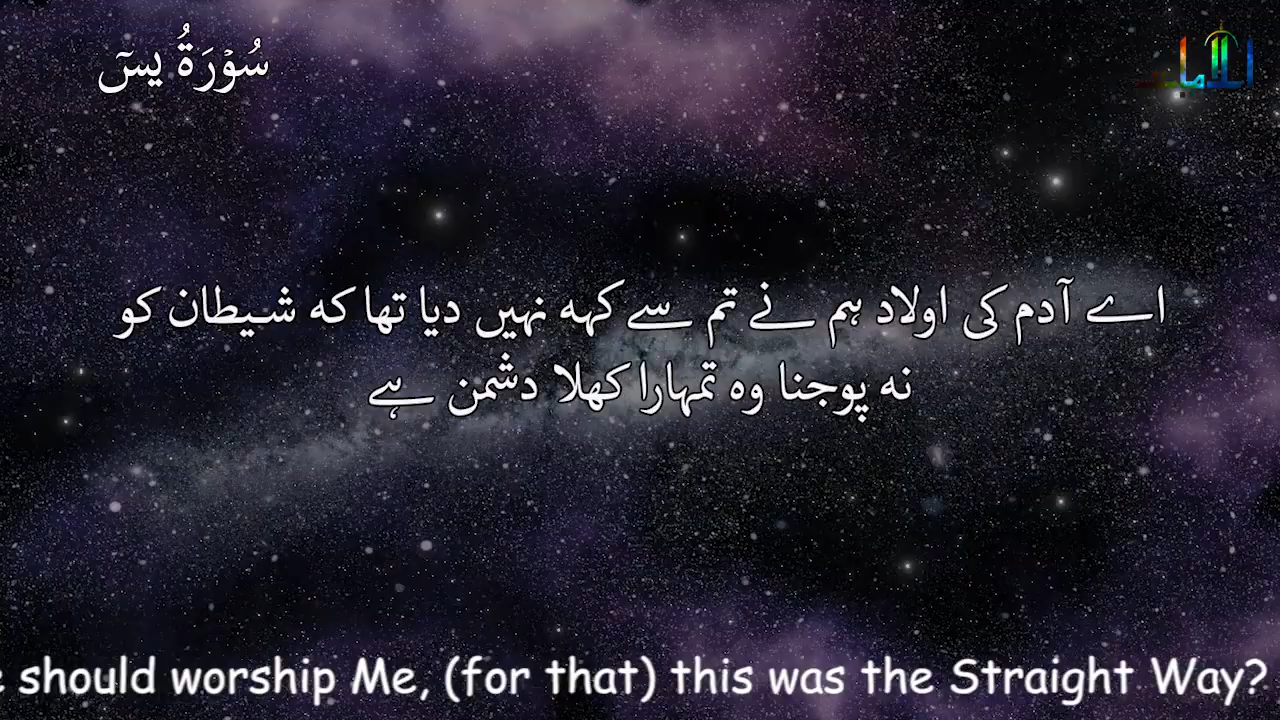 سُوْرَةُ يسٓ
اے آدم کی اولاد ہم نے تم سے کہہ نہیں دیا تھا کہ شیطان کو
نہ پوجنا وہ تمہارا کھلا دشمن ہے
should worship Me, (for that) this was the Straight Way?